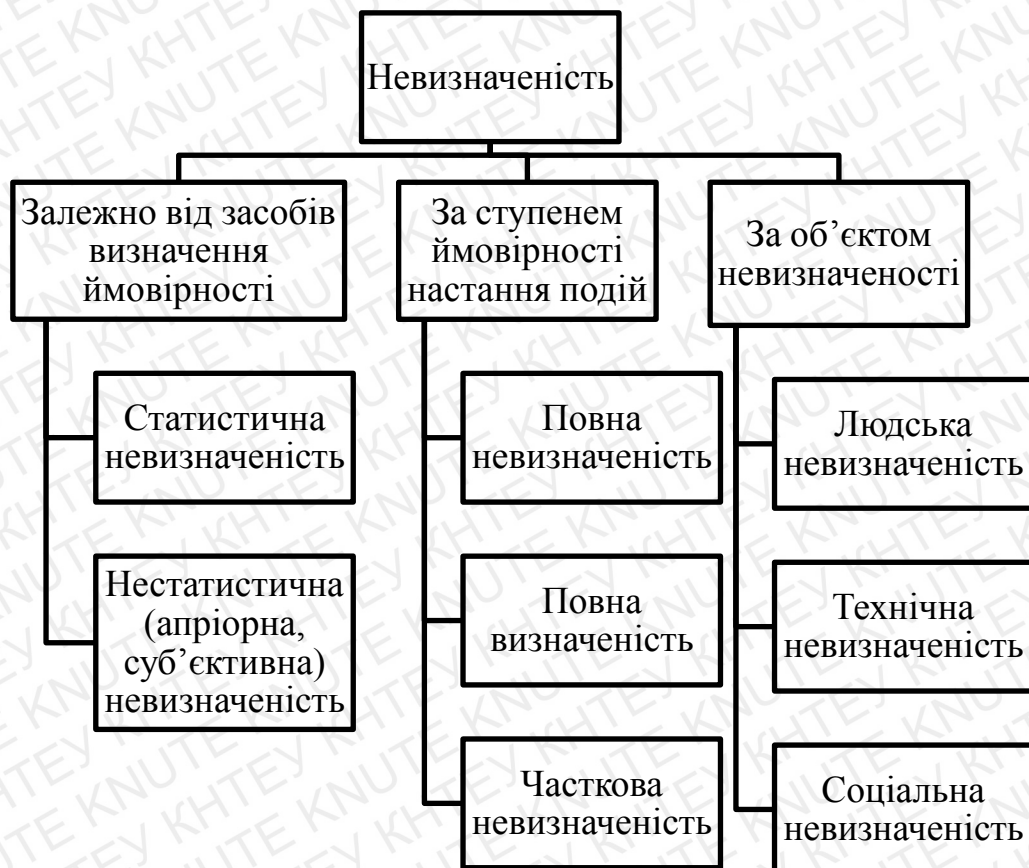 Невизначеність
Залежно від засобів
визначення
ймовірності
Статистична
невизначеність
Нестатистична
(апріорна,
суб’єктивна)
невизначеність
За ступенем
ймовірності
настання подій
Повна
невизначеність
Повна
визначеність
Часткова
невизначеність
За об’єктом
невизначеності
Людська
невизначеність
Технічна
невизначеність
Соціальна
невизначеність